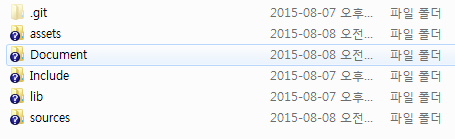 .git 2015-08-07 오후... 파일 폴더
assets 2015-08-08 오전... 파일 폴더
Document 2015-08-08 오전... 파일 폴더
Include 2015-08-07 오후... 파일 폴더
lib 2015-08-07 오후... 파일 폴더
sources 2015-08-08 오전... 파일 폴더